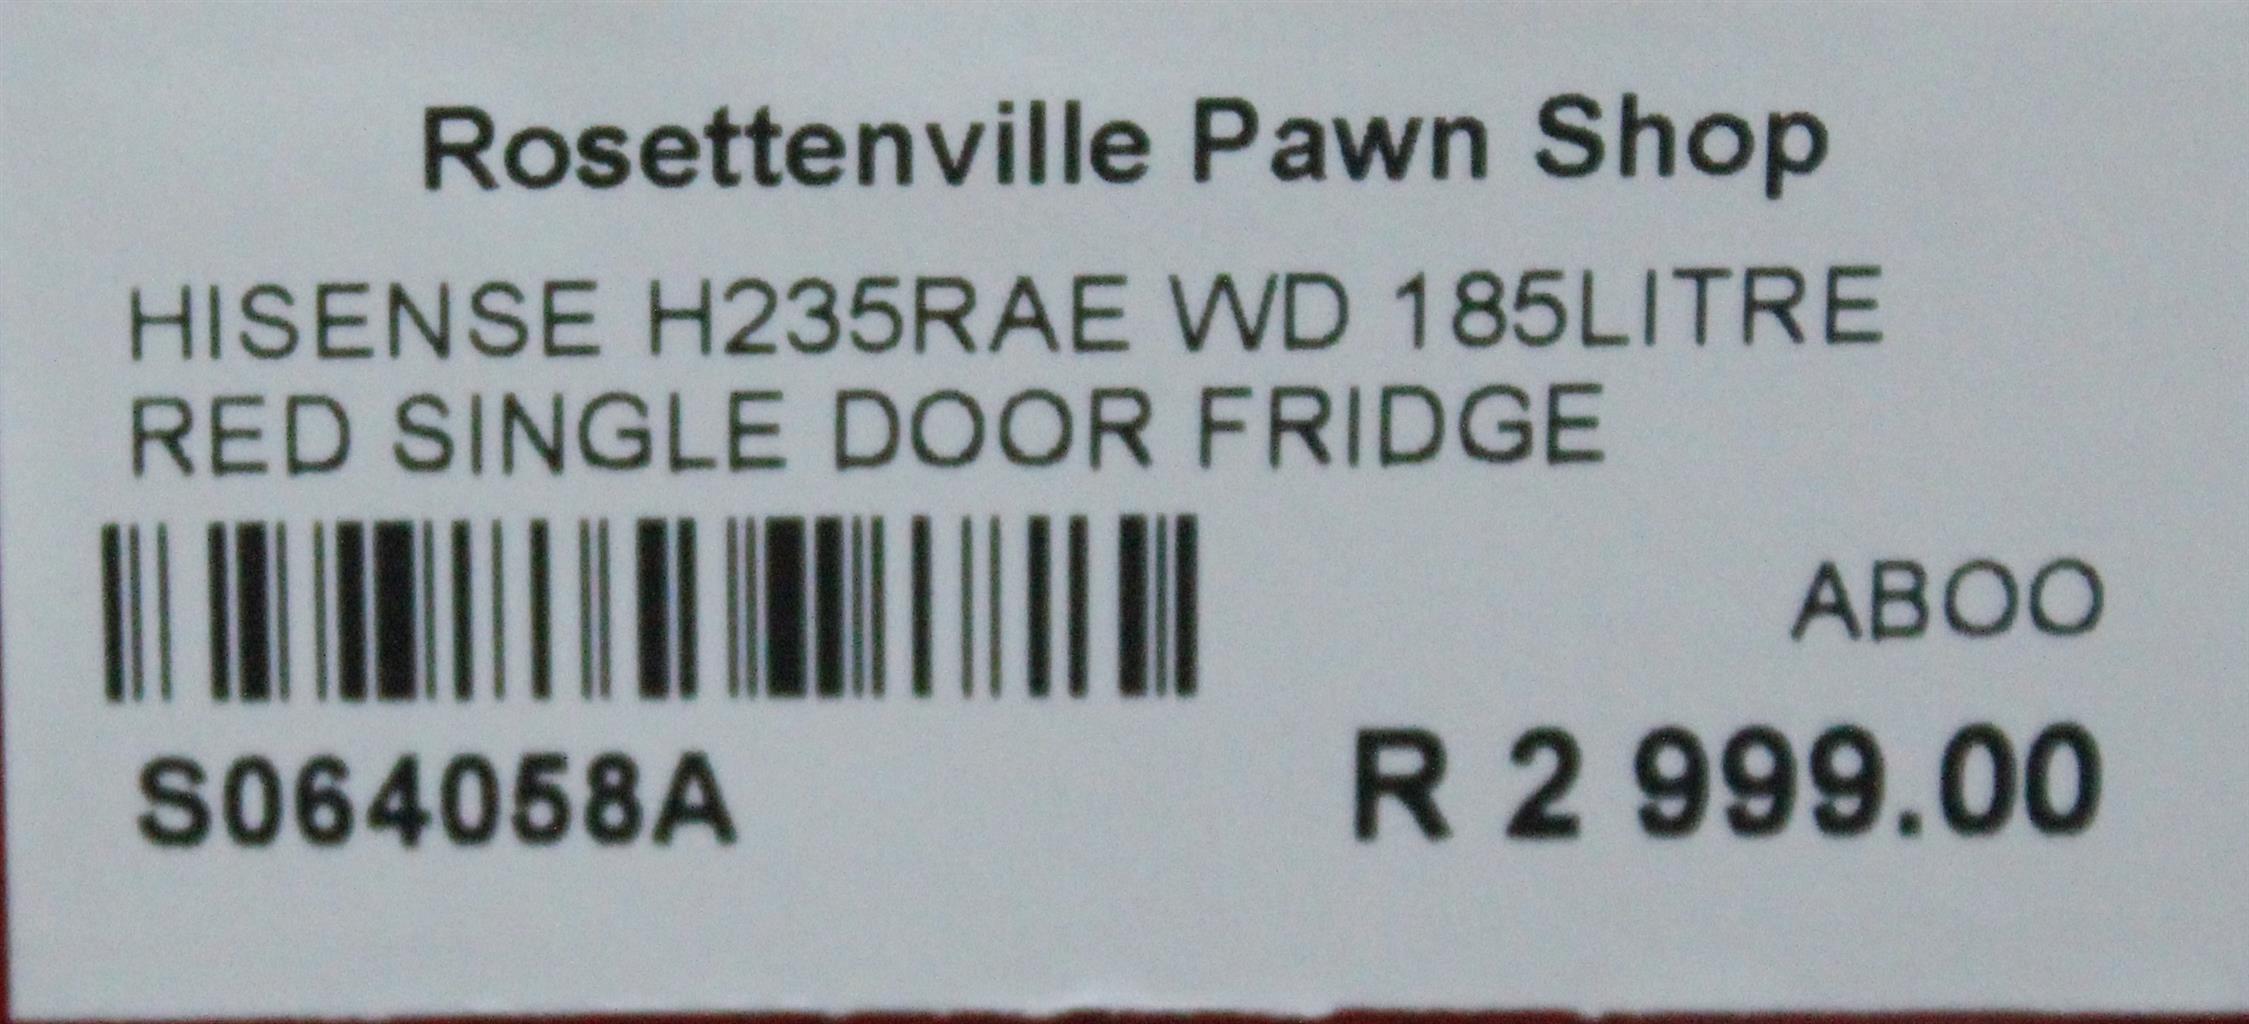 Rosettenville Pawn Shop
HISENSE H235RAE WD 185LITRE
RED SINGLE DOOR FRIDGE
ABOO
S064058A
R 2 999.00